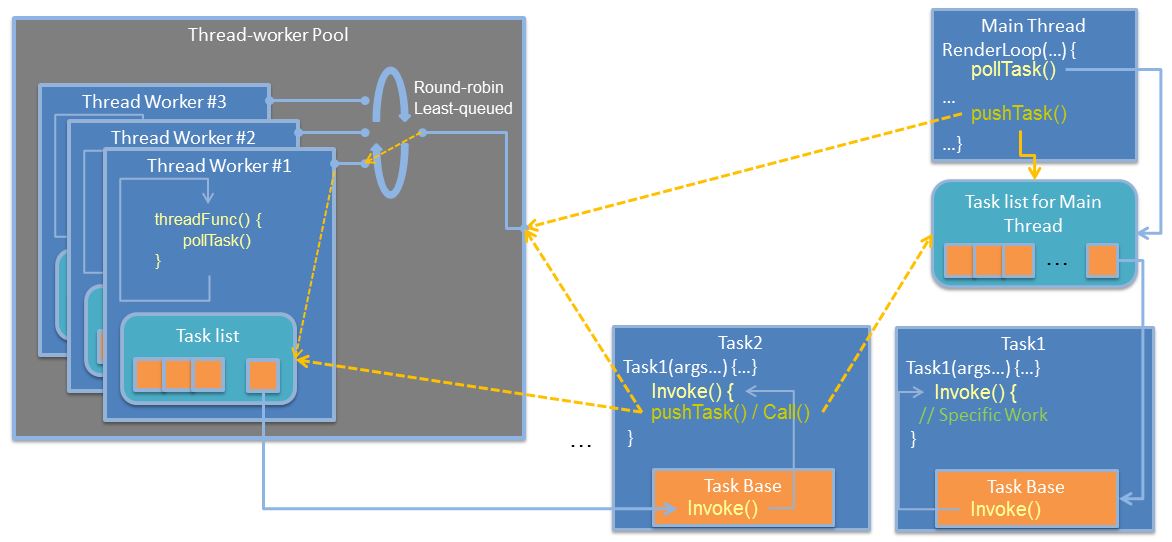 Thread-worker Pool
Round-robin
Least-queued
Thread Worker #3
Thread Worker #2
Thread Worker #1
threadFunc() {
pollTask()
}
Task list
Main Thread
RenderLoop(...) {
pollTask()
...
pushTask()
...}
Task list for Main
Thread
...
...
Task2
Task1(args...) {...}
Invoke() {
pushTask() / Call()
}
Task Base
Invoke()
Task1
Task1(args...) {...}
Invoke() {
// Specific Work
}
Task Base
Invoke()